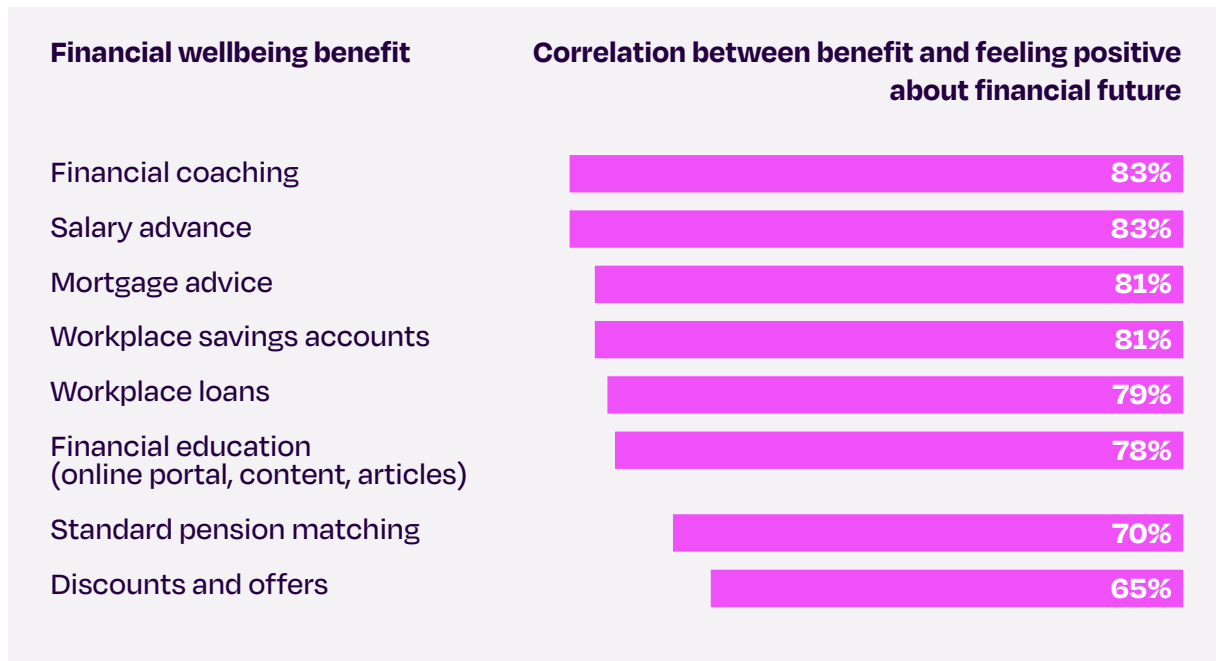 Financial wellbeing benefit
Correlation between benefit and feeling positive
about financial future
Financial coaching
83%
Salary advance
83%
Mortgage advice
81%
Workplace savings accounts
81%
Workplace loans
79%
Financial education
(online portal, content, articles)
78%
Standard pension matching
70%
Discounts and offers
65%